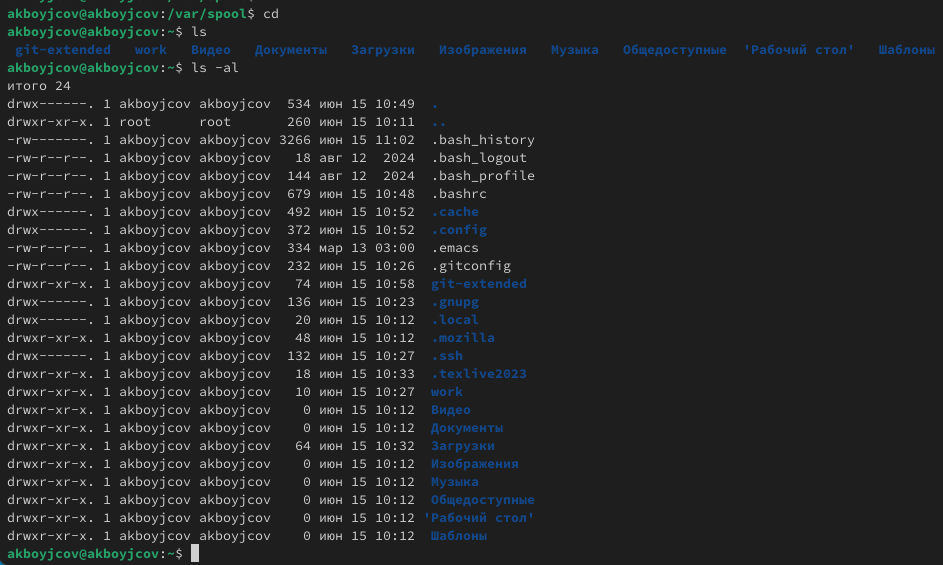 akboyjcov@akboyjcov:/var/spool$ cd
akboyjcov@akboyjcov:~$ ls
git-extended work Видео Документы Загрузки Изображения Музыка Общедоступные 'Рабочий стол' Шаблоны
akboyjcov@akboyjcov:~$ ls -al
итого 24
drwx------. 1 akboyjcov akboyjcov 534 июн 15 10:49 .
drwxr-xr-x. 1 root root 260 июн 15 10:11 ..
-rw-------. 1 akboyjcov akboyjcov 3266 июн 15 11:02 .bash_history
-rw-r--r--. 1 akboyjcov akboyjcov 18 авг 12 2024 .bash_logout
-rw-r--r--. 1 akboyjcov akboyjcov 144 авг 12 2024 .bash_profile
-rw-r--r--. 1 akboyjcov akboyjcov 679 июн 15 10:48 .bashrc
drwx------. 1 akboyjcov akboyjcov 492 июн 15 10:52 .cache
drwx------. 1 akboyjcov akboyjcov 372 июн 15 10:52 .config
-rw-r--r--. 1 akboyjcov akboyjcov 334 мар 13 03:00 .emacs
-rw-r--r--. 1 akboyjcov akboyjcov 232 июн 15 10:26 .gitconfig
drwxr-xr-x. 1 akboyjcov akboyjcov 74 июн 15 10:58 git-extended
drwx------. 1 akboyjcov akboyjcov 136 июн 15 10:23 .gnupg
drwx------. 1 akboyjcov akboyjcov 20 июн 15 10:12 .local
drwxr-xr-x. 1 akboyjcov akboyjcov 48 июн 15 10:12 .mozilla
drwx------. 1 akboyjcov akboyjcov 132 июн 15 10:27 .ssh
drwxr-xr-x. 1 akboyjcov akboyjcov 18 июн 15 10:33 .texlive2023
drwxr-xr-x. 1 akboyjcov akboyjcov 10 июн 15 10:27 work
drwxr-xr-x. 1 akboyjcov akboyjcov 0 июн 15 10:12 Видео
drwxr-xr-x. 1 akboyjcov akboyjcov 0 июн 15 10:12 Документы
drwxr-xr-x. 1 akboyjcov akboyjcov 64 июн 15 10:32 Загрузки
drwxr-xr-x. 1 akboyjcov akboyjcov 0 июн 15 10:12 Изображения
drwxr-xr-x. 1 akboyjcov akboyjcov 0 июн 15 10:12 Музыка
drwxr-xr-x. 1 akboyjcov akboyjcov 0 июн 15 10:12 Общедоступные
drwxr-xr-x. 1 akboyjcov akboyjcov 0 июн 15 10:12 'Рабочий стол'
drwxr-xr-x. 1 akboyjcov akboyjcov 0 июн 15 10:12 Шаблоны
akboyjcov@akboyjcov:~$